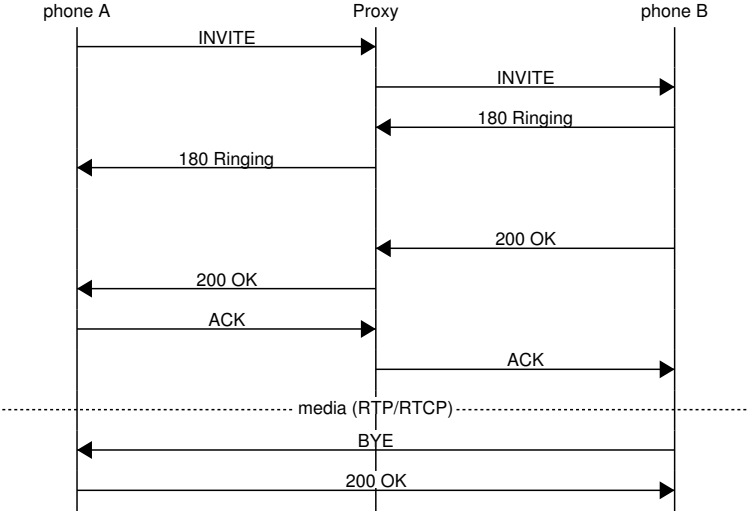 phone A Proxy phone B
INVITE
INVITE
180 Ringing
180 Ringing
200 OK
200 OK
ACK
ACK
media (RTP/RTCP)
BYE
200 OK